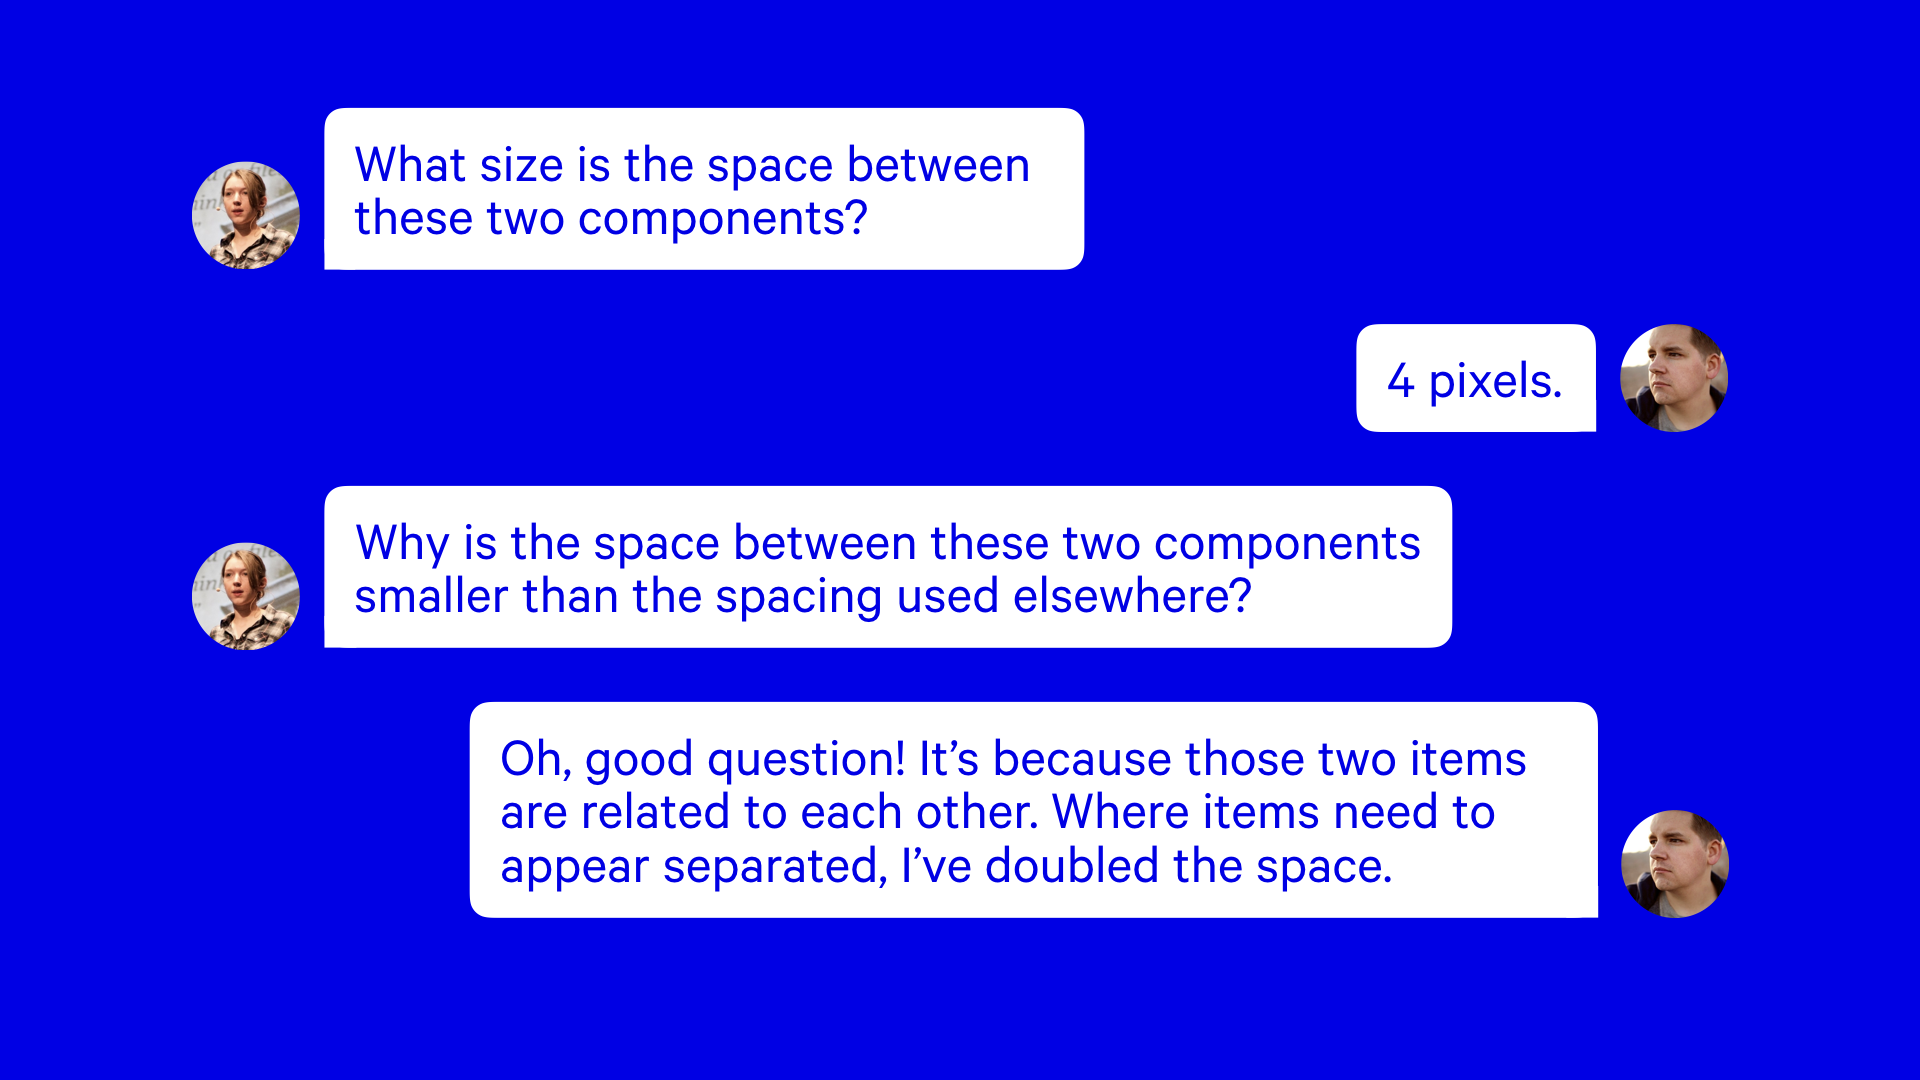 What size is the space between
these two components?
4 pixels.
Why is the space between these two components
smaller than the spacing used elsewhere?
Oh, good question! It’s because those two items
are related to each other. Where items need to
appear separated, I’ve doubled the space.